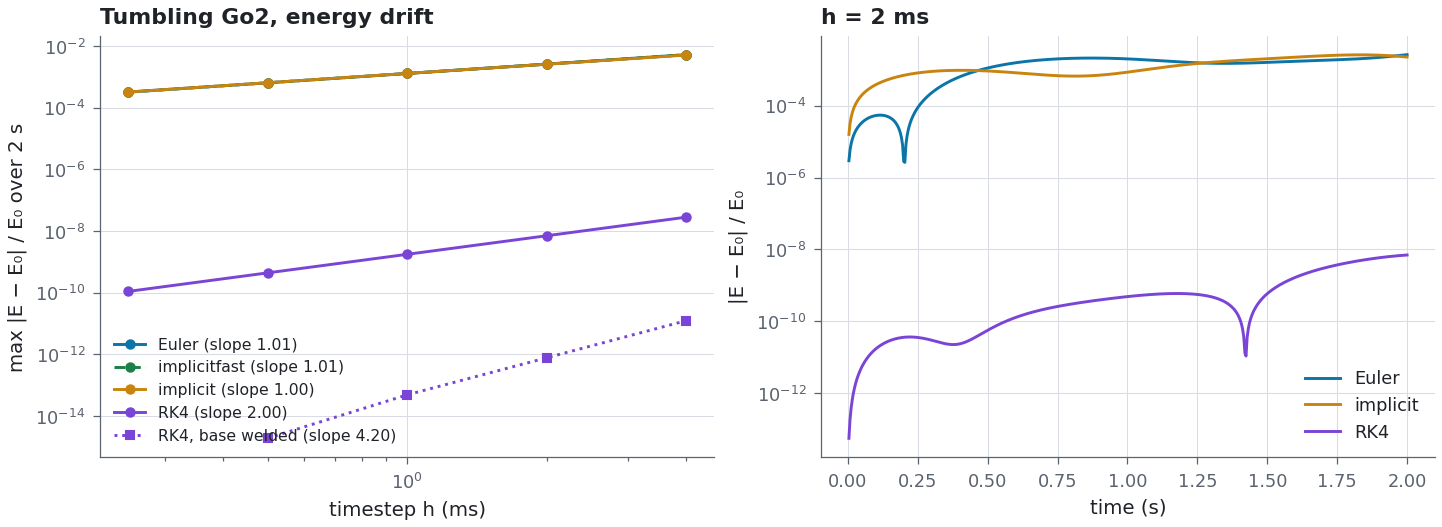 Tumbling Go2, energy drift
max |E − E₀| / E₀ over 2 s
10⁻²
10⁻⁴
10⁻⁶
10⁻⁸
10⁻¹⁰
10⁻¹²
10⁻¹⁴
Euler (slope 1.01)
implicitfast (slope 1.01)
implicit (slope 1.00)
RK4 (slope 2.00)
RK4, base welded (slope 4.20)
10⁰
timestep h (ms)
h = 2 ms
|E − E₀| / E₀
10⁻⁴
10⁻⁶
10⁻⁸
10⁻¹⁰
10⁻¹²
Euler
implicit
RK4
0.00 0.25 0.50 0.75 1.00 1.25 1.50 1.75 2.00
time (s)